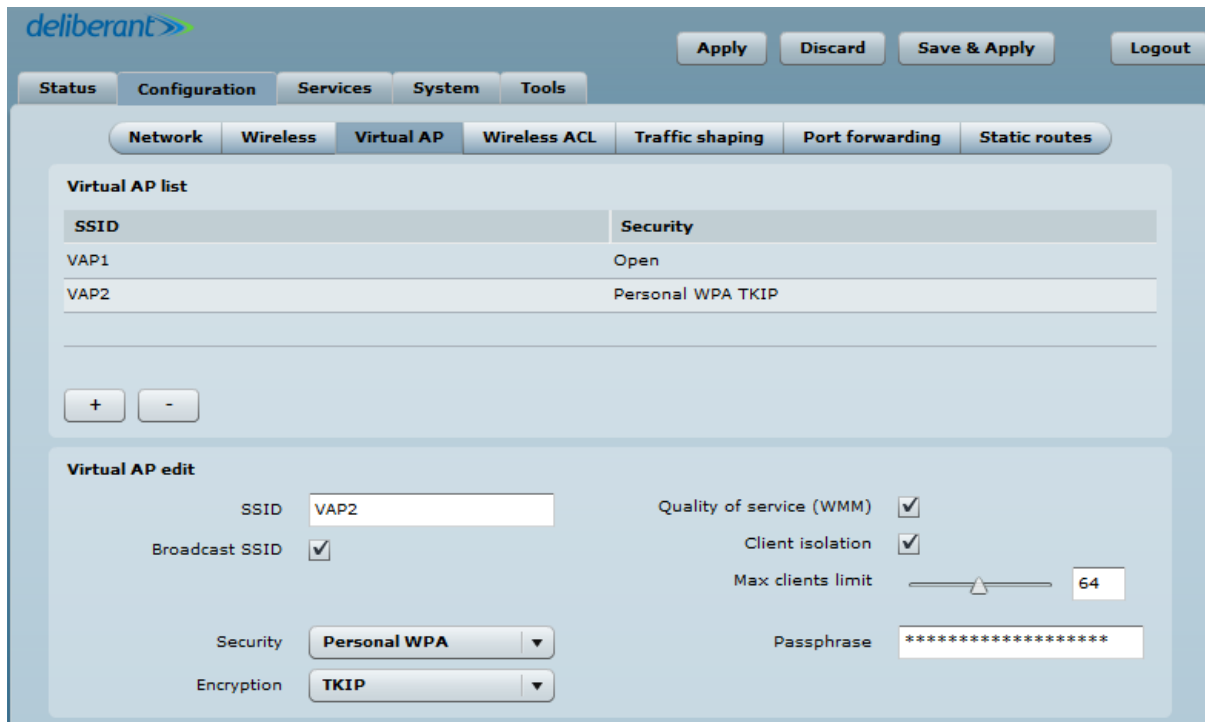 deliberant
Apply Discard Save & Apply Logout
Status Configuration Services System Tools
Network Wireless Virtual AP Wireless ACL Traffic shaping Port forwarding Static routes
Virtual AP list
SSID Security
VAP1 Open
VAP2 Personal WPA TKIP
+ -
Virtual AP edit
SSID VAP2 Quality of service (WMM)
Broadcast SSID Client isolation
Max clients limit 64
Security Personal WPA Passphrase *******************
Encryption TKIP